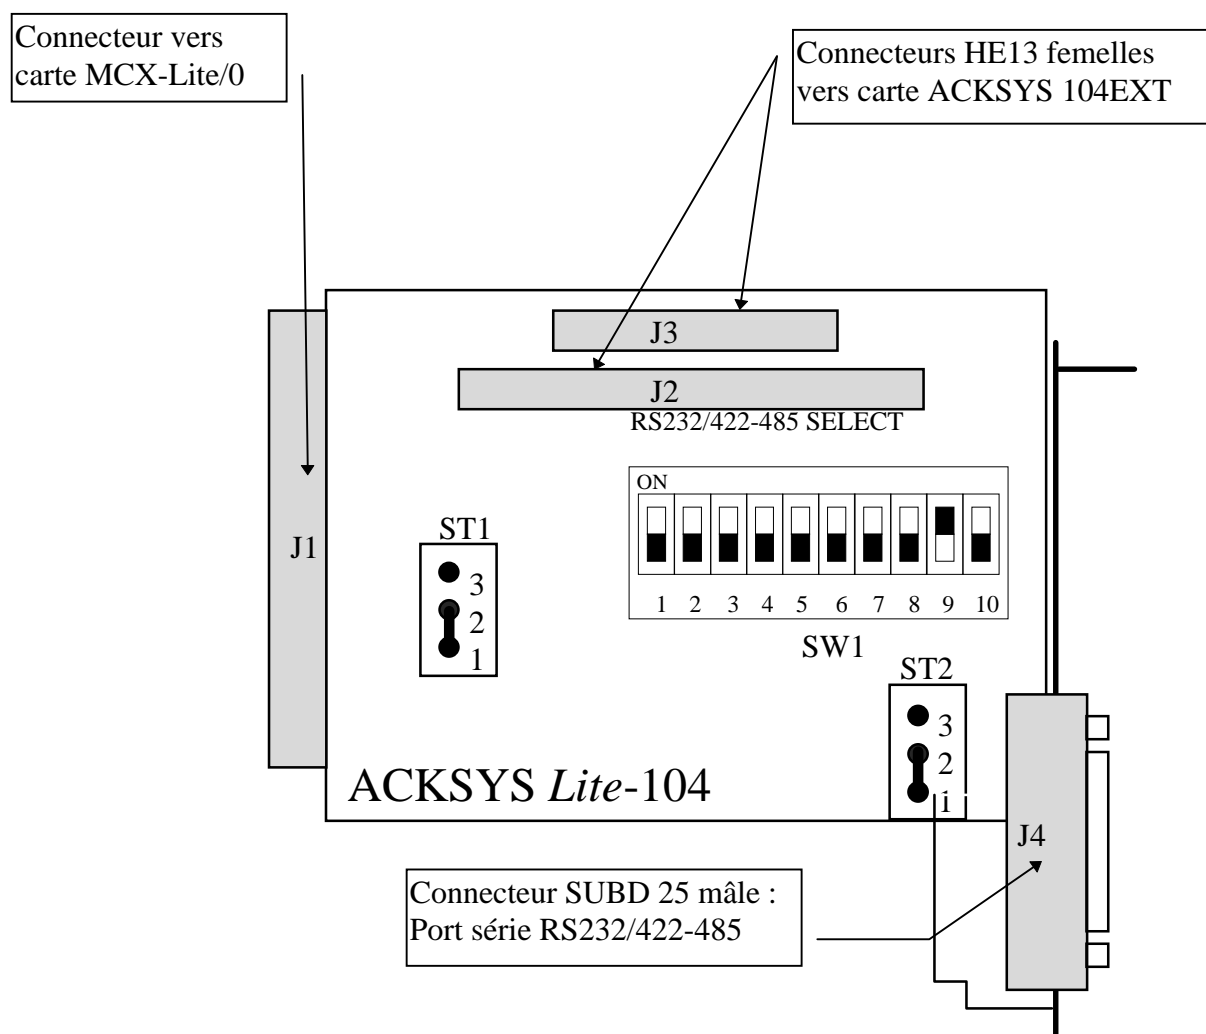 Connecteur vers
carte MCX-Lite/0
Connecteurs HE13 femelles
vers carte ACKSYS 104EXT
J3
J2
RS232/422-485 SELECT
ON
1 2 3 4 5 6 7 8 9 10
SW1
J1
ST1
3
2
1
ST2
3
2
1
ACKSYS Lite-104
J4
Connecteur SUBD 25 mâle :
Port série RS232/422-485